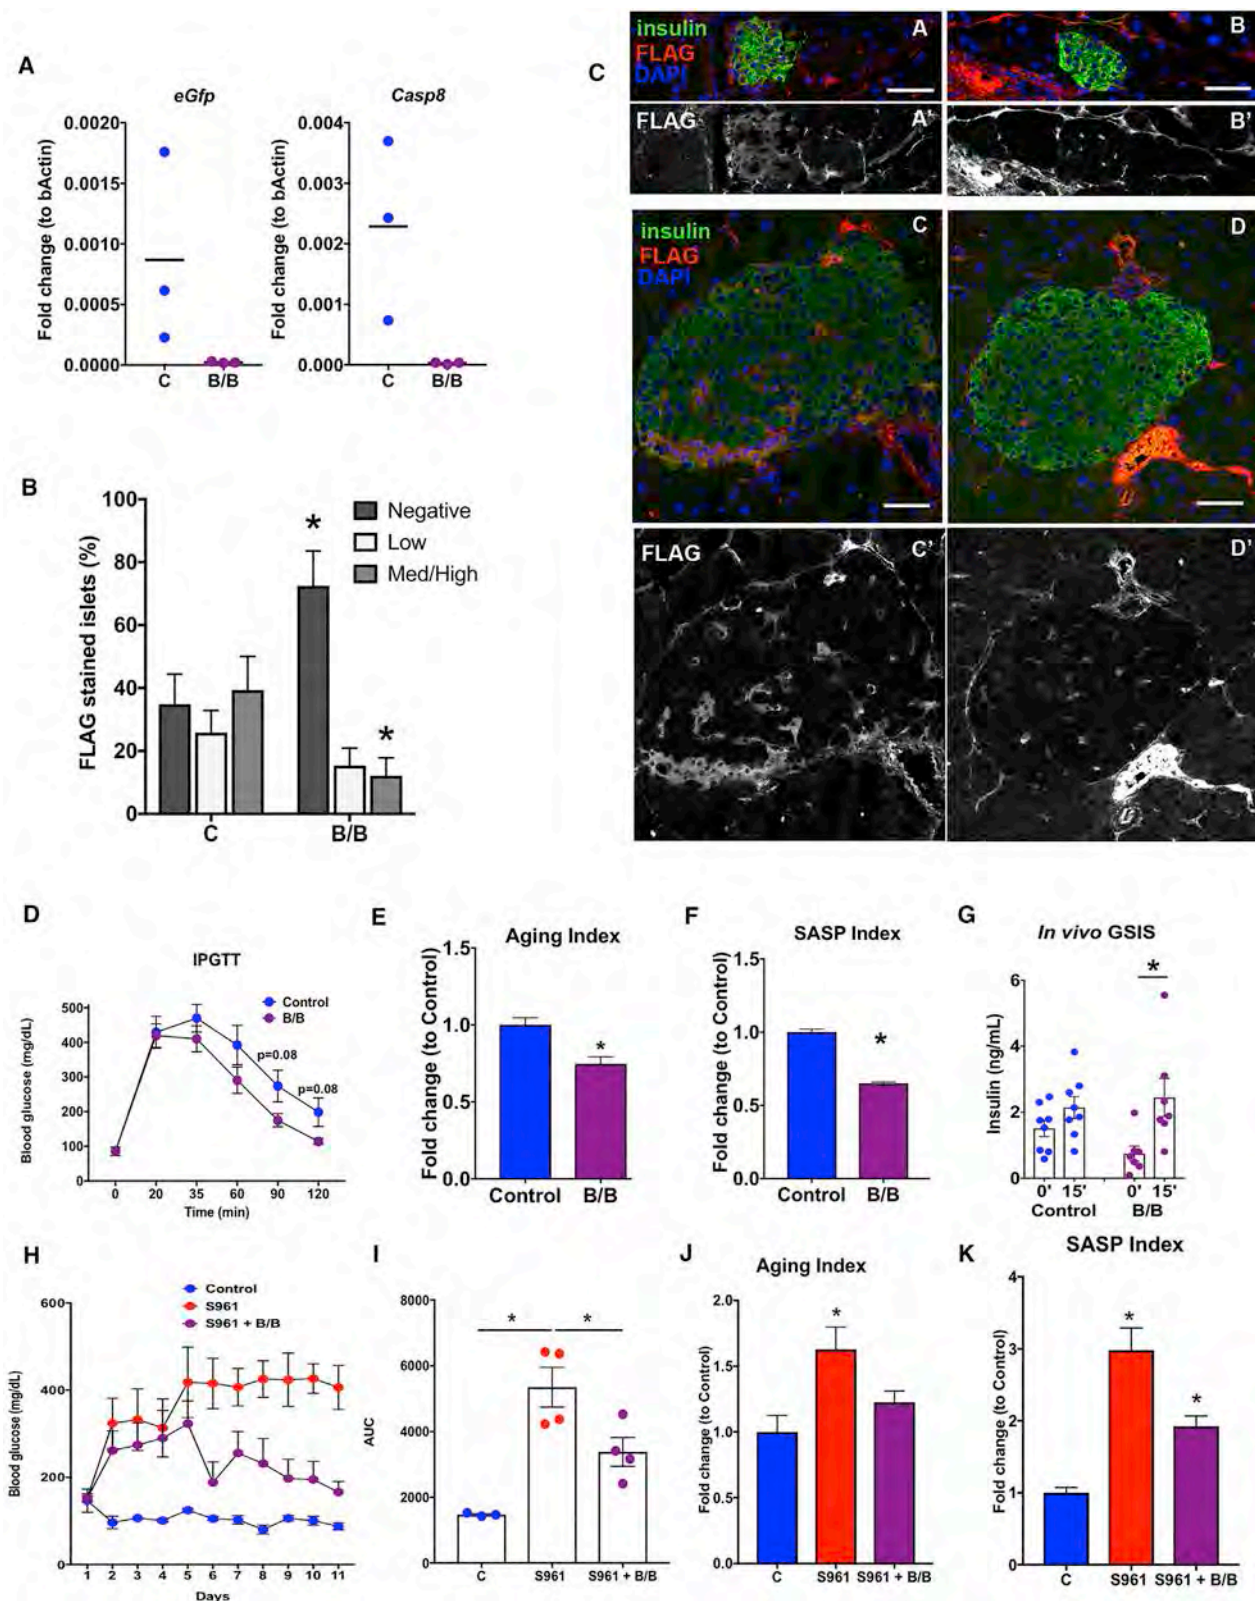 A
eGfp
Casp8
Fold change (to bActin)
0.0020
0.0015
0.0010
0.0005
0.0000
C B/B
Fold change (to bActin)
0.004
0.003
0.002
0.001
0.000
C B/B
B
FLAG stained islets (%)
100
80
60
40
20
0
*
*
Negative
Low
Med/High
C B/B
C
insulin
FLAG
DAPI
A
B
FLAG
A'
B'
insulin
FLAG
DAPI
C
D
FLAG
C'
D'
D
IPGTT
Blood glucose (mg/dL)
500
400
300
200
100
0
Control
B/B
p=0.08
p=0.08
0 20 35 60 90 120
Time (min)
E
Aging Index
Fold change (to Control)
1.5
1.0
0.5
0.0
*
Control B/B
F
SASP Index
Fold change (to Control)
1.5
1.0
0.5
0.0
*
Control B/B
G
In vivo GSIS
Insulin (ng/mL)
6
4
2
0
*
0' 15' 0' 15'
Control B/B
H
Control
S961
S961 + B/B
Blood glucose (mg/dL)
600
400
200
0
1 2 3 4 5 6 7 8 9 10 11
Days
I
AUC
8000
6000
4000
2000
0
* *
C S961 S961 + B/B
J
Aging Index
Fold change (to Control)
2.0
1.5
1.0
0.5
0.0
*
C S961 S961 + B/B
K
SASP Index
Fold change (to Control)
4
3
2
1
0
*
*
C S961 S961 + B/B